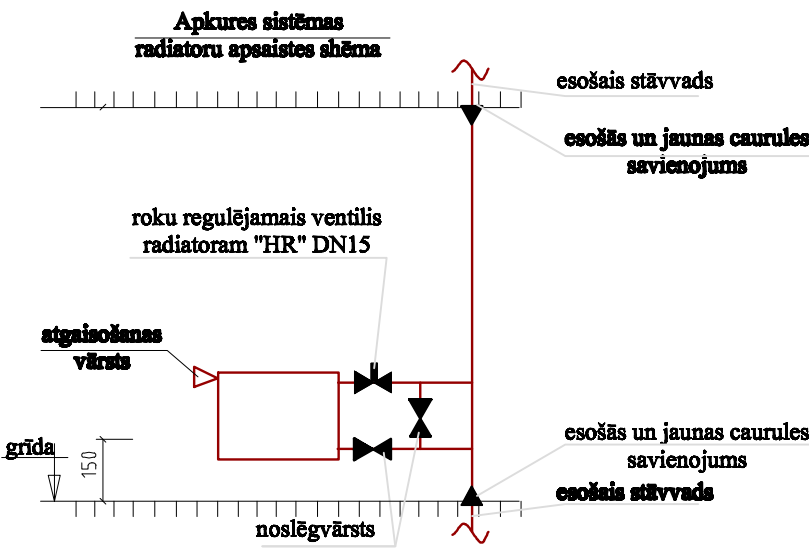 Apkures sistēmas
radiatoru apsaistes shēma
esošais stāvvads
esošās un jaunas caurules
savienojums
roku regulējamais ventilis
radiatoram "HR" DN15
atgaisošanas
vārsts
grīda
150
esošās un jaunas caurules
savienojums
esošais stāvvads
noslēgvārsts